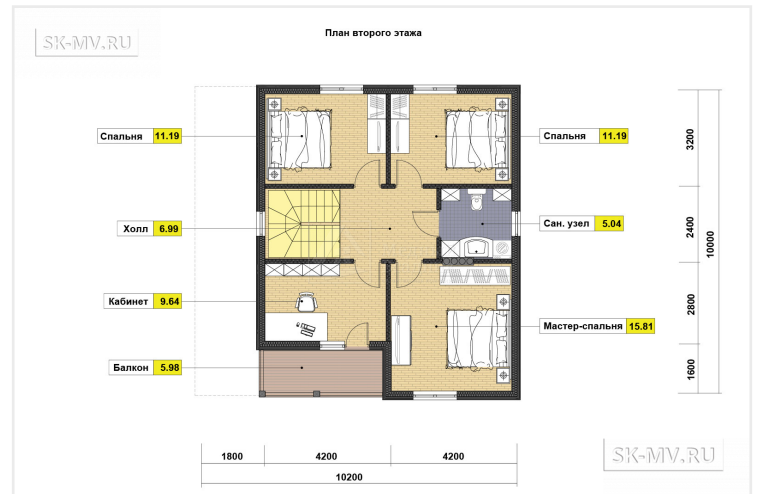 План второго этажа
SK-MV.RU
Спальня 11.19
Спальня 11.19
3200
Холл 6.99
Сан. узел 5.04
2400
10000
Кабинет 9.64
Мастер-спальня 15.81
2800
Балкон 5.98
1600
1800 4200 4200
10200
SK-MV.RU